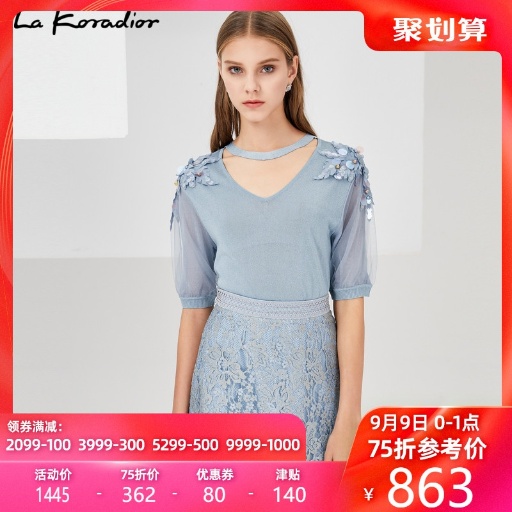 La Koradior
聚划算
领券满减:
2099-100 3999-300 5299-500 9999-1000
9月9日 0-1点
75折参考价
活动价 75折价 优惠券 津贴
1445 - 362 - 80 - 140
¥ 863